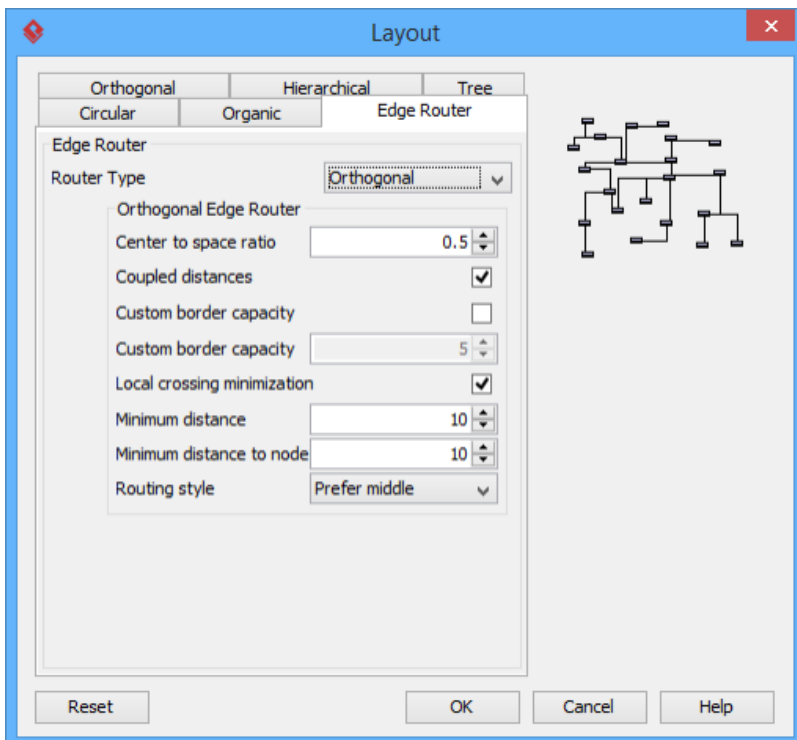 Layout
Orthogonal Hierarchical Tree
Circular Organic Edge Router
Edge Router
Router Type Orthogonal
Orthogonal Edge Router
Center to space ratio 0.5
Coupled distances
Custom border capacity
Custom border capacity 5
Local crossing minimization
Minimum distance 10
Minimum distance to node 10
Routing style Prefer middle
Reset OK Cancel Help